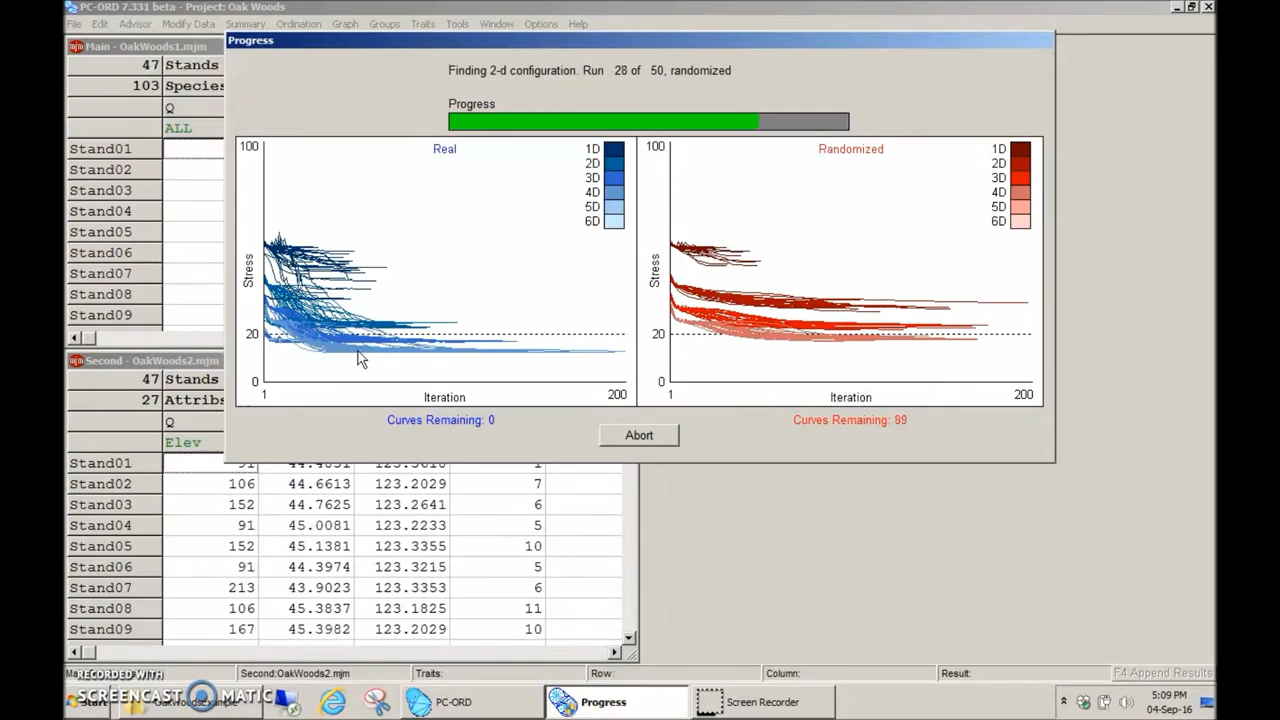 PC-ORD 7.331 beta - Project: Oak Woods
File Edit Advisor Modify Data Summary Ordination Graph Groups Traits Tools Window Options Help
Main - OakWoods1.mjm
47 Stands
103 Species
Q
ALL
Stand01
Stand02
Stand03
Stand04
Stand05
Stand06
Stand07
Stand08
Stand09
Progress
Finding 2-d configuration. Run 28 of 50, randomized
Progress
100 Real 1D
2D
3D
4D
5D
6D
Stress
20
0
1 Iteration 200
Curves Remaining: 0
100 Randomized 1D
2D
3D
4D
5D
6D
Stress
20
0
1 Iteration 200
Curves Remaining: 89
Abort
Second - OakWoods2.mjm
47 Stands
27 Attribs
Q
Elev
Stand01
Stand02 106 44.6613 123.2029 7
Stand03 152 44.7625 123.2641 6
Stand04 91 45.0081 123.2233 5
Stand05 152 45.1381 123.3355 10
Stand06 91 44.3974 123.3215 5
Stand07 213 43.9023 123.3353 6
Stand08 106 45.3837 123.1825 11
Stand09 167 45.3982 123.2029 10
Second:OakWoods2.mjm Traits: Row: Column: Result: F4 Append Results
RECORDED WITH
SCREENCAST MATIC
Start PC-ORD Progress Screen Recorder
5:09 PM
04-Sep-16